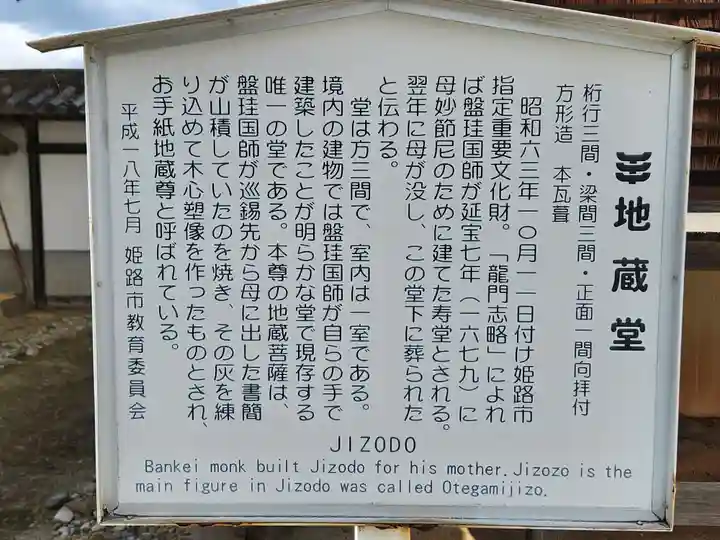 地蔵堂
桁行三間・梁間三間・正面一間向拝付
方形造　本瓦葺
昭和六三年一〇月一一日付け姫路市
指定重要文化財。「龍門志略」によれ
ば盤珪国師が延宝七年（一六七九）に
母妙節尼のために建てた寿堂とされる。
翌年に母が没し、この堂下に葬られた
と伝わる。
堂は方三間で、室内は一室である。
境内の建物では盤珪国師が自らの手で
建築したことが明らかな堂で現存する
唯一の堂である。本尊の地蔵菩薩は、
盤珪国師が巡錫先から母に出した書簡
が山積していたのを焼き、その灰を練
り込めて木心塑像を作ったものとされ、
お手紙地蔵尊と呼ばれている。
平成一八年七月　姫路市教育委員会
JIZODO
Bankei monk built Jizodo for his mother.Jizozo is the
main figure in Jizodo was called Otegamijizo.